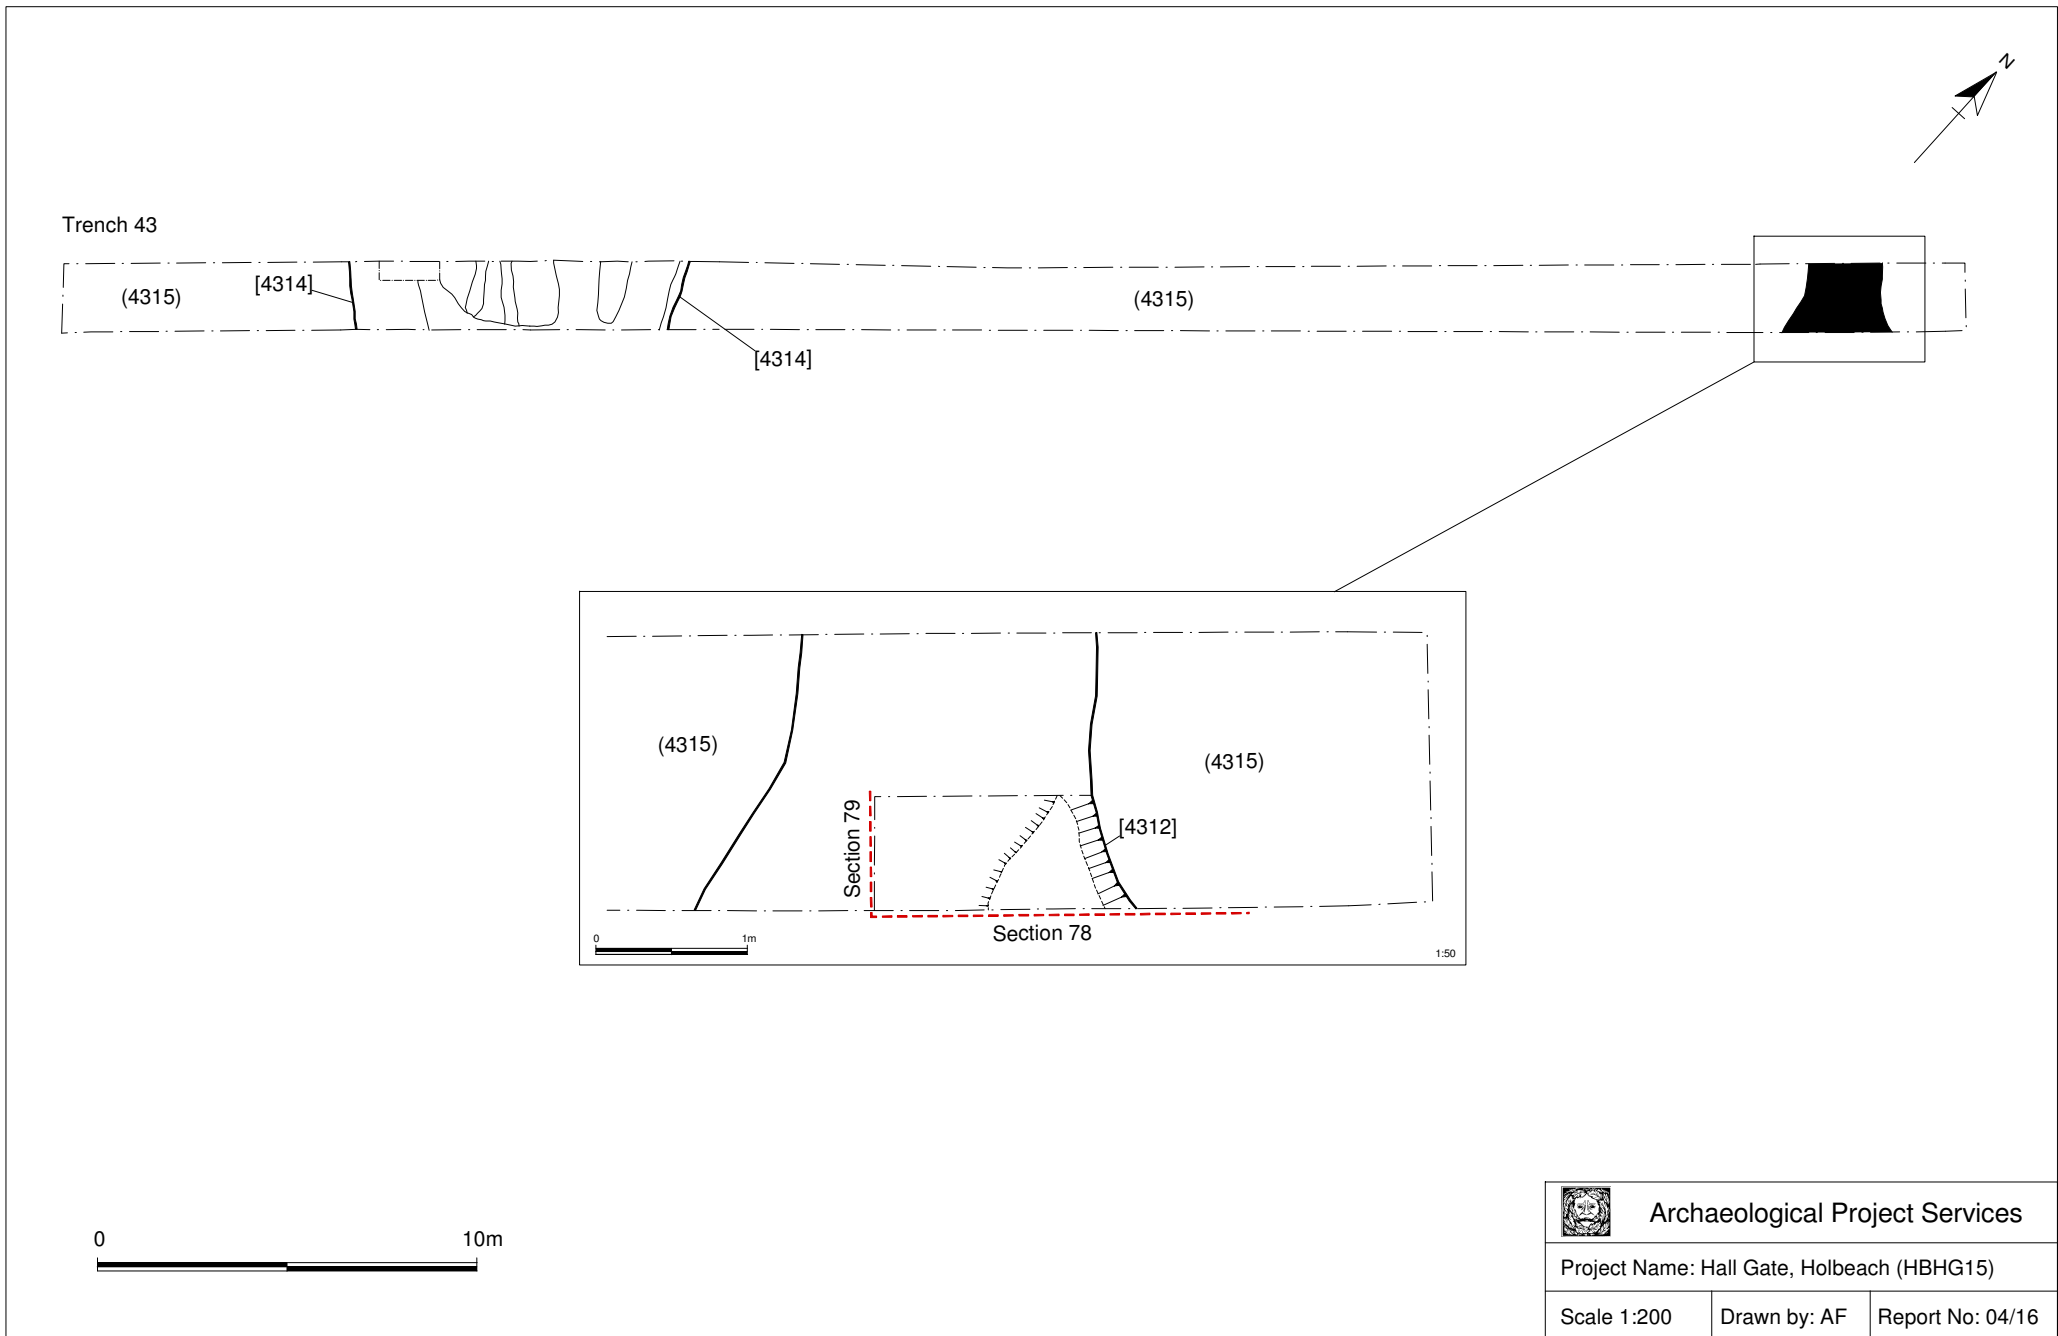 N
Trench 43
(4315)
[4314]
(4315)
[4314]
(4315)
(4315)
[4312]
Section 79
Section 78
0 1m
1:50
0 10m
Archaeological Project Services
Project Name: Hall Gate, Holbeach (HBHG15)
Scale 1:200 Drawn by: AF Report No: 04/16